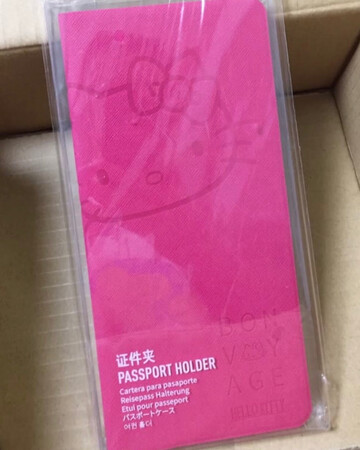 证件夹
PASSPORT HOLDER
Cartera para pasaporte
Reisepass Halterung
Etui pour passeport
パスポートケース
여권 홀더
BON
VOY
AGE